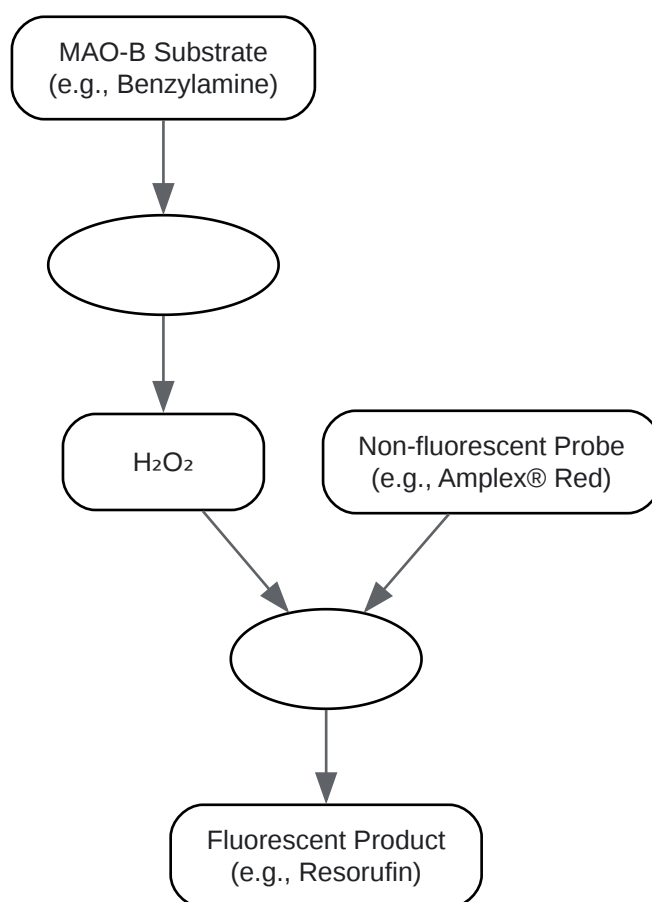 MAO-B Substrate
(e.g., Benzylamine)
H₂O₂
Non-fluorescent Probe
(e.g., Amplex® Red)
Fluorescent Product
(e.g., Resorufin)